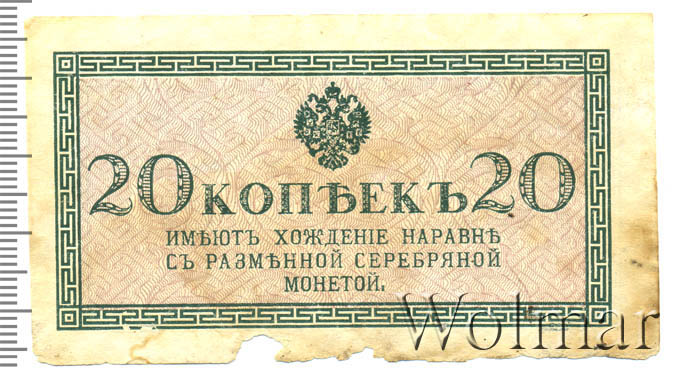 20 КОПѢЕКЪ 20
ИМѢЮТЪ ХОЖДЕНІЕ НАРАВНѢ
СЪ РАЗМѢННОЙ СЕРЕБРЯНОЙ
МОНЕТОЙ.
Wolmar